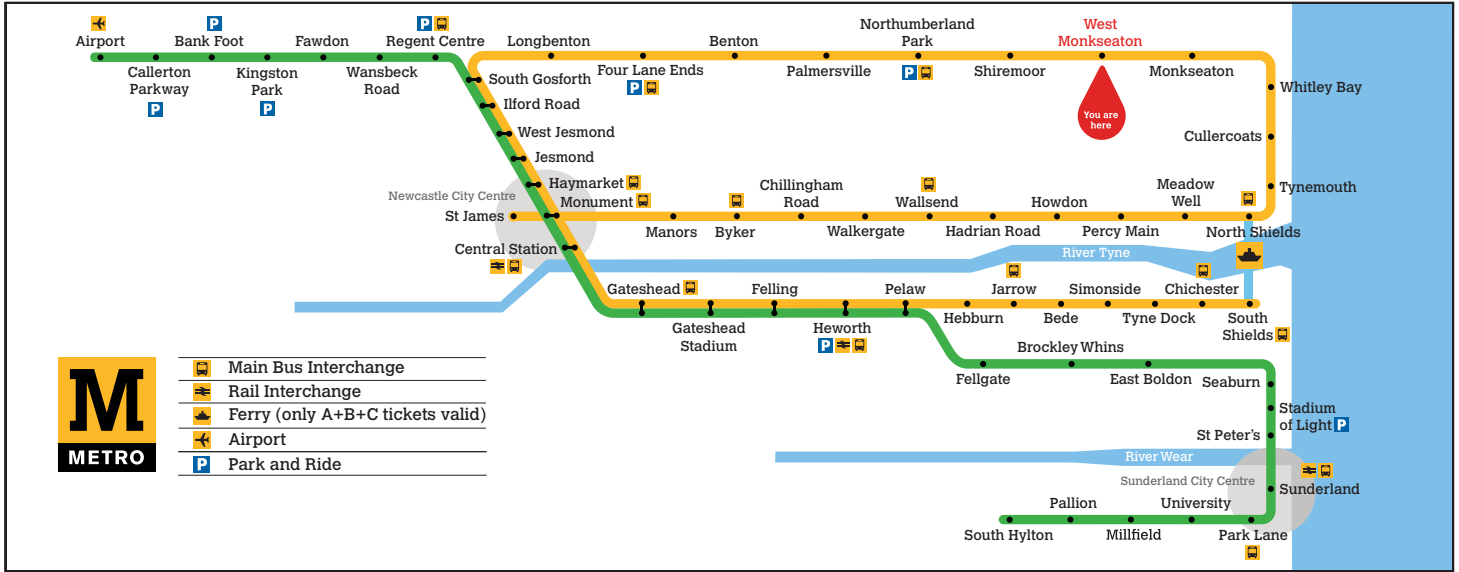 Airport
Callerton
Parkway
P
Bank Foot
P
Kingston
Park
P
Fawdon
Wansbeck
Road
P
Regent Centre
Longbenton
Four Lane Ends
P
Benton
Palmersville
Northumberland
Park
P
Shiremoor
West
Monkseaton
You are
here
Monkseaton
Whitley Bay
Cullercoats
Tynemouth
South Gosforth
Ilford Road
West Jesmond
Jesmond
Haymarket
Newcastle City Centre
Monument
St James
Central Station
Manors
Byker
Chillingham
Road
Walkergate
Wallsend
Hadrian Road
Howdon
Percy Main
Meadow
Well
North Shields
River Tyne
Gateshead
Gateshead
Stadium
Felling
Heworth
P
Pelaw
Hebburn
Jarrow
Bede
Simonside
Tyne Dock
Chichester
South
Shields
Fellgate
Brockley Whins
East Boldon
Seaburn
Stadium
of Light P
St Peter's
River Wear
Sunderland City Centre
Sunderland
Park Lane
University
Millfield
Pallion
South Hylton
M
METRO
Main Bus Interchange
Rail Interchange
Ferry (only A+B+C tickets valid)
Airport
P Park and Ride